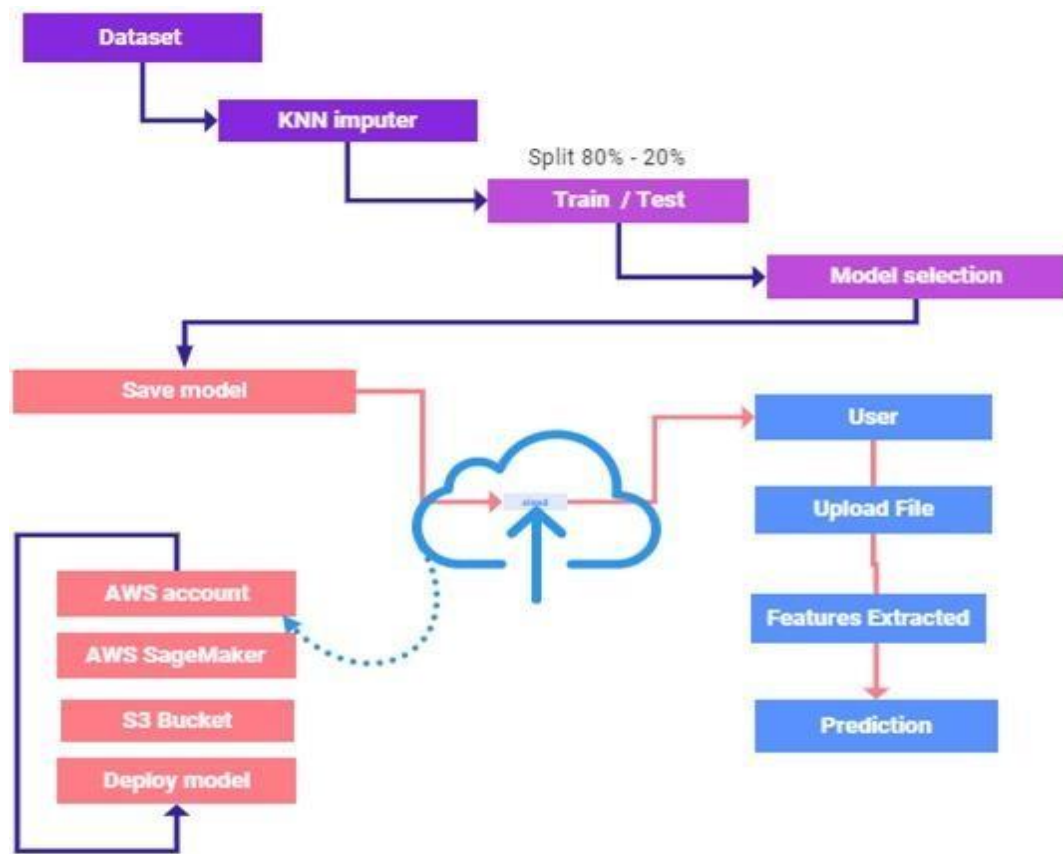 Dataset
KNN imputer
Split 80% - 20%
Train / Test
Model selection
Save model
User
Upload File
AWS account
Features Extracted
AWS SageMaker
S3 Bucket
Prediction
Deploy model